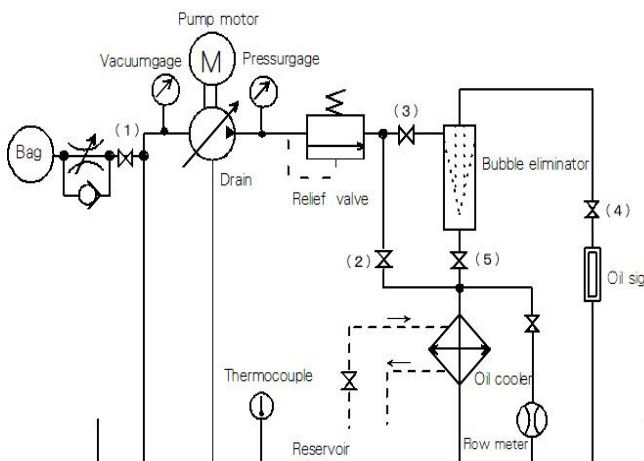 Pump motor
Vacuumgage
M
Pressurgage
(1)
(3)
Bag
Bubble eliminator
Drain
Relief valve
(4)
(2)
(5)
Oil sig
Thermocouple
Oil cooler
Reservoir
Flow meter